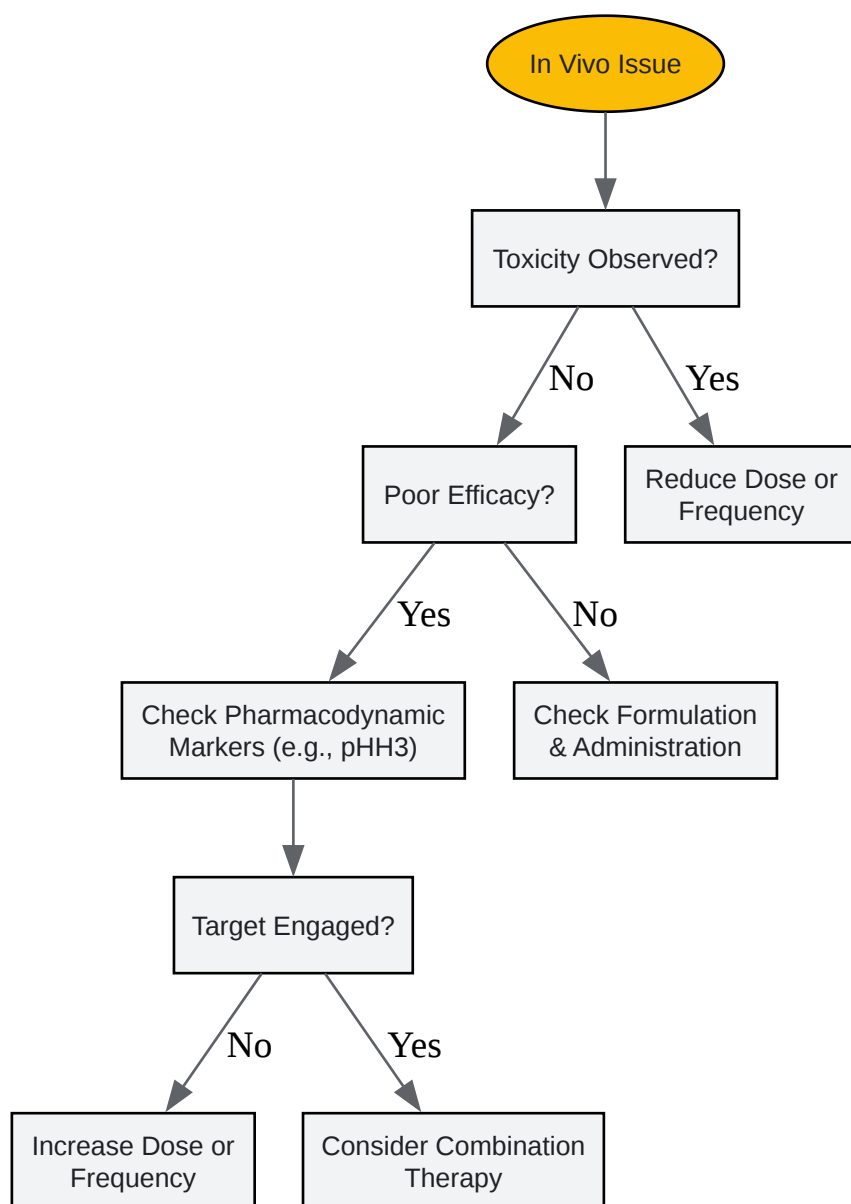 In Vivo Issue
Toxicity Observed?
No
Yes
Poor Efficacy?
Reduce Dose or
Frequency
Yes
No
Check Pharmacodynamic
Markers (e.g., pHH3)
Check Formulation
& Administration
Target Engaged?
No
Yes
Increase Dose or
Frequency
Consider Combination
Therapy